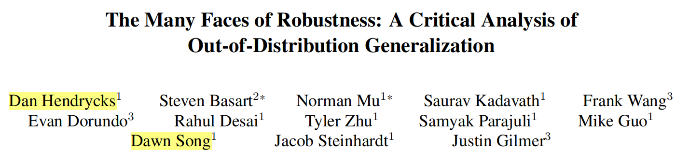 The Many Faces of Robustness: A Critical Analysis of
Out-of-Distribution Generalization
Dan Hendrycks¹ Steven Basart²* Norman Mu¹* Saurav Kadavath¹ Frank Wang³
Evan Dorundo³ Rahul Desai¹ Tyler Zhu¹ Samyak Parajuli¹ Mike Guo¹
Dawn Song¹ Jacob Steinhardt¹ Justin Gilmer³